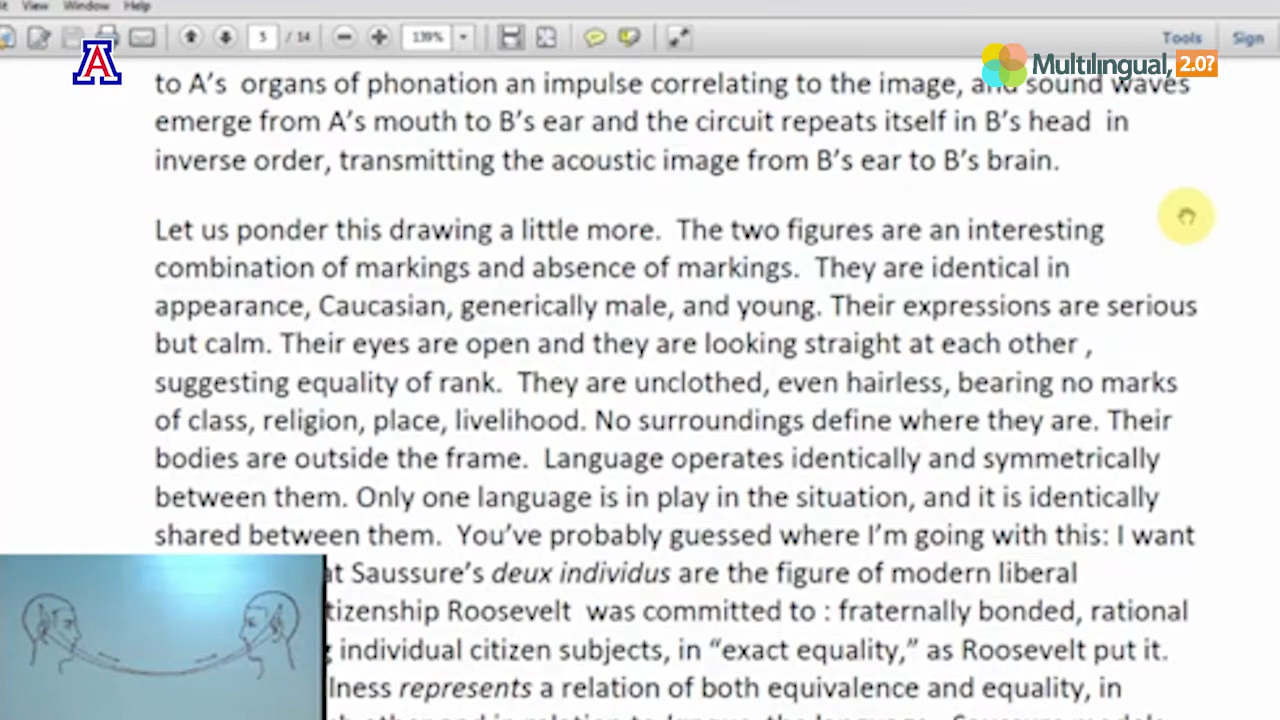 View Window Help
5 / 14
139%
Tools Sign
A
Multilingual, 2.0?
to A's organs of phonation an impulse correlating to the image, and sound waves
emerge from A's mouth to B's ear and the circuit repeats itself in B's head in
inverse order, transmitting the acoustic image from B's ear to B's brain.
Let us ponder this drawing a little more. The two figures are an interesting
combination of markings and absence of markings. They are identical in
appearance, Caucasian, generically male, and young. Their expressions are serious
but calm. Their eyes are open and they are looking straight at each other ,
suggesting equality of rank. They are unclothed, even hairless, bearing no marks
of class, religion, place, livelihood. No surroundings define where they are. Their
bodies are outside the frame. Language operates identically and symmetrically
between them. Only one language is in play in the situation, and it is identically
shared between them. You've probably guessed where I'm going with this: I want
Saussure's deux individus are the figure of modern liberal
Roosevelt was committed to : fraternally bonded, rational
individual citizen subjects, in “exact equality,” as Roosevelt put it.
represents a relation of both equivalence and equality, in